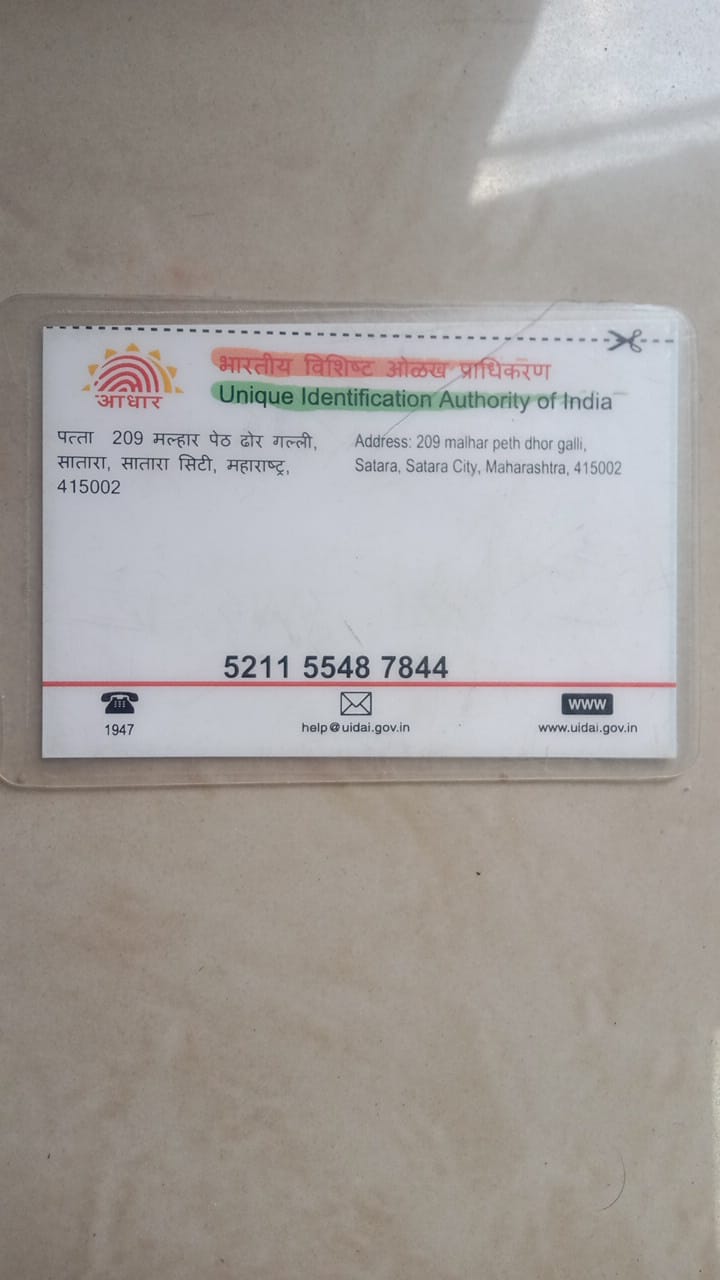 भारतीय विशिष्ट ओळख प्राधिकरण
Unique Identification Authority of India
आधार
पत्ता 209 मल्हार पेठ ढोर गल्ली,
सातारा, सातारा सिटी, महाराष्ट्र,
415002
Address: 209 malhar peth dhor galli,
Satara, Satara City, Maharashtra, 415002
5211 5548 7844
1947
help@uidai.gov.in
WWW
www.uidai.gov.in